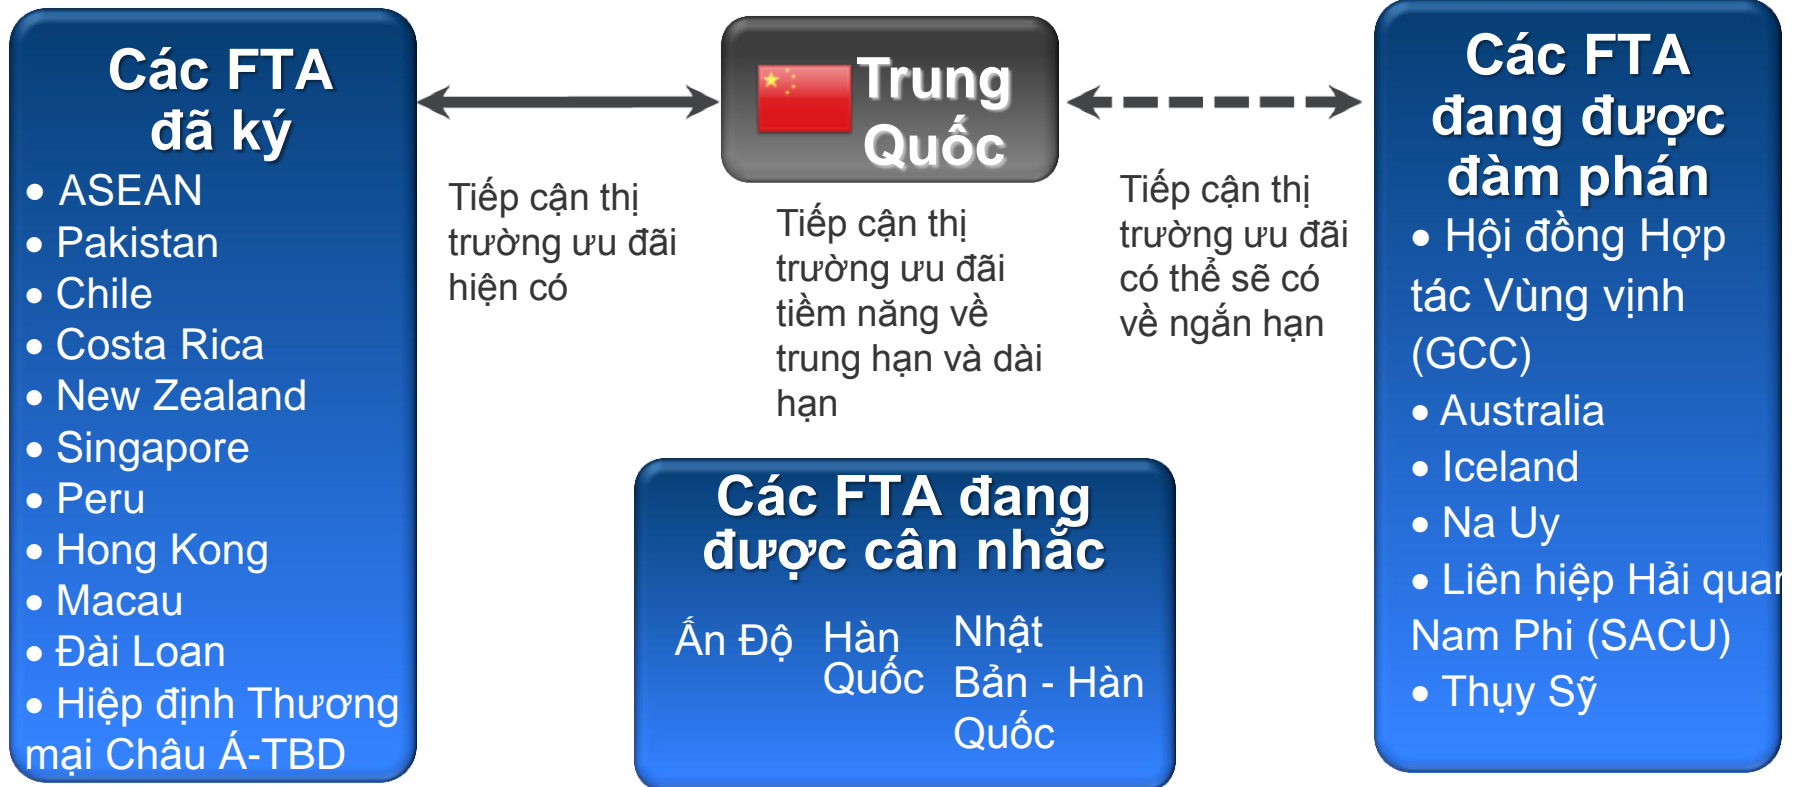 Các FTA
đã ký
• ASEAN
• Pakistan
• Chile
• Costa Rica
• New Zealand
• Singapore
• Peru
• Hong Kong
• Macau
• Đài Loan
• Hiệp định Thương
mại Châu Á-TBD
Tiếp cận thị
trường ưu đãi
hiện có
Trung
Quốc
Tiếp cận thị
trường ưu đãi
tiềm năng về
trung hạn và dài
hạn
Tiếp cận thị
trường ưu đãi
có thể sẽ có
về ngắn hạn
Các FTA đang
được cân nhắc
Ấn Độ
Hàn
Quốc
Nhật
Bản - Hàn
Quốc
Các FTA
đang được
đàm phán
• Hội đồng Hợp
tác Vùng vịnh
(GCC)
• Australia
• Iceland
• Na Uy
• Liên hiệp Hải quan
Nam Phi (SACU)
• Thụy Sỹ